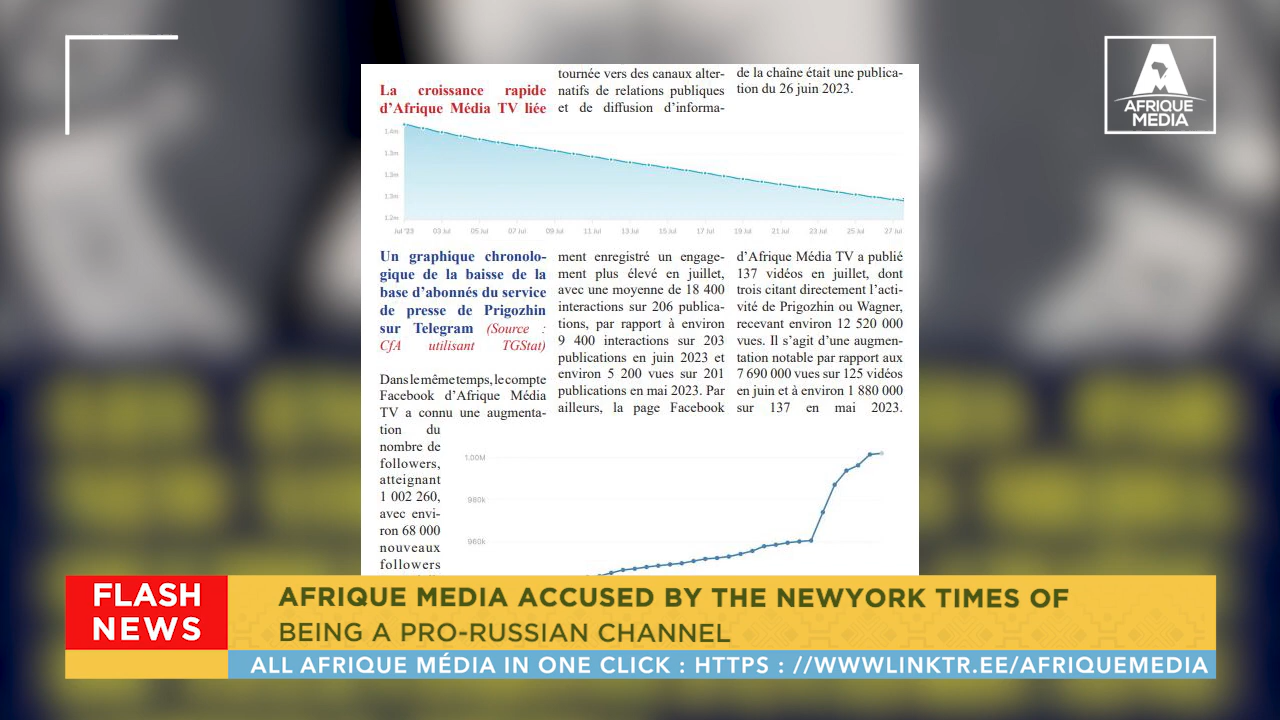 AFRIQUE
MEDIA
La croissance rapide
d'Afrique Média TV liée
tournée vers des canaux alter-
natifs de relations publiques
et de diffusion d'informa-
de la chaîne était une publica-
tion du 26 juin 2023.
1.4m
1.3m
1.3m
1.3m
1.2m
Jul '23 03 Jul 05 Jul 07 Jul 09 Jul 11 Jul 13 Jul 15 Jul 17 Jul 19 Jul 21 Jul 23 Jul 25 Jul 27 Jul
Un graphique chronolo-
gique de la baisse de la
base d'abonnés du service
de presse de Prigozhin
sur Telegram (Source :
CfA utilisant TGStat)
Dans le même temps, le compte
Facebook d'Afrique Média
TV a connu une augmenta-
tion du
nombre de
followers,
atteignant
1 002 260,
avec envi-
ron 68 000
nouveaux
followers
ment enregistré un engage-
ment plus élevé en juillet,
avec une moyenne de 18 400
interactions sur 206 publica-
tions, par rapport à environ
9 400 interactions sur 203
publications en juin 2023 et
environ 5 200 vues sur 201
publications en mai 2023. Par
ailleurs, la page Facebook
d'Afrique Média TV a publié
137 vidéos en juillet, dont
trois citant directement l'acti-
vité de Prigozhin ou Wagner,
recevant environ 12 520 000
vues. Il s'agit d'une augmen-
tation notable par rapport aux
7 690 000 vues sur 125 vidéos
en juin et à environ 1 880 000
sur 137 en mai 2023.
1,00M
980k
960k
FLASH
NEWS
AFRIQUE MEDIA ACCUSED BY THE NEWYORK TIMES OF
BEING A PRO-RUSSIAN CHANNEL
ALL AFRIQUE MÉDIA IN ONE CLICK : HTTPS : //WWWLINKTR.EE/AFRIQUEMEDIA